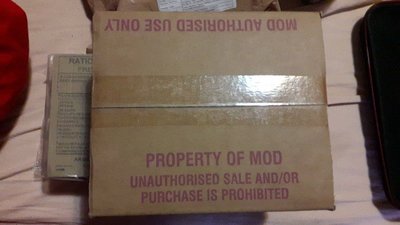 MOD AUTHORISED USE ONLY
RATIO
PROPERTY OF MOD
UNAUTHORISED SALE AND/OR
PURCHASE IS PROHIBITED